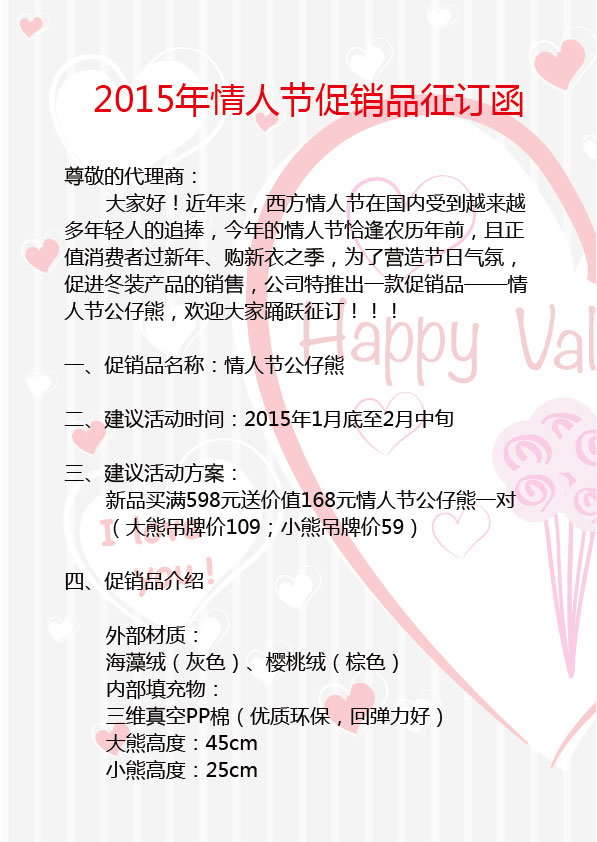 2015年情人节促销品征订函
尊敬的代理商：
大家好！近年来，西方情人节在国内受到越来越
多年轻人的追捧，今年的情人节恰逢农历年前，且正
值消费者过新年、购新衣之季，为了营造节日气氛，
促进冬装产品的销售，公司特推出一款促销品——情
人节公仔熊，欢迎大家踊跃征订！！！
Happy Val
一、促销品名称：情人节公仔熊
二、建议活动时间：2015年1月底至2月中旬
三、建议活动方案：
新品买满598元送价值168元情人节公仔熊一对
（大熊吊牌价109；小熊吊牌价59）
I love
you!
四、促销品介绍
外部材质：
海藻绒（灰色）、樱桃绒（棕色）
内部填充物：
三维真空PP棉（优质环保，回弹力好）
大熊高度：45cm
小熊高度：25cm